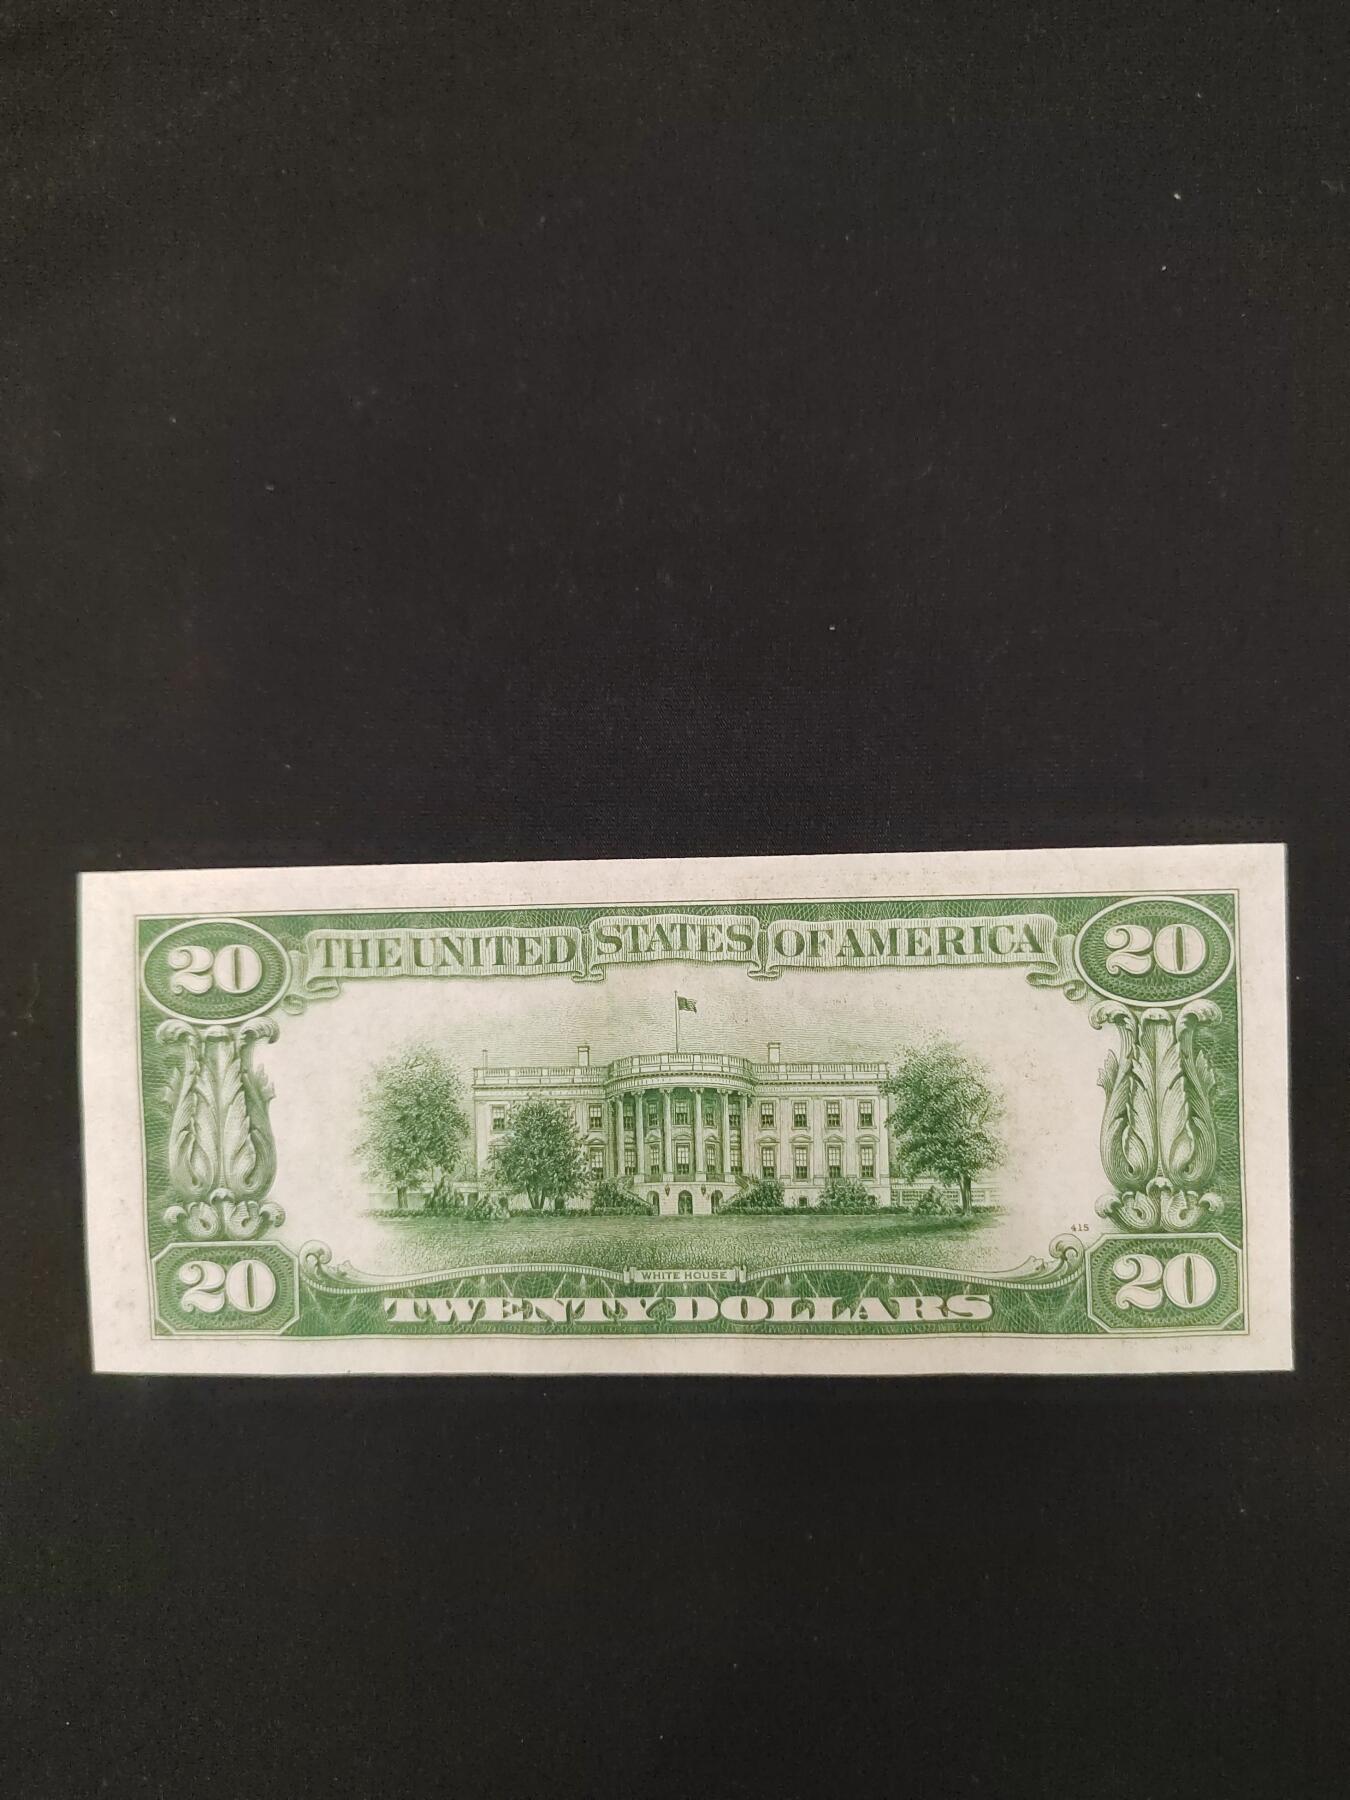 20 THE UNITED STATES OF AMERICA 20
415
WHITE HOUSE
20 TWENTY DOLLARS 20